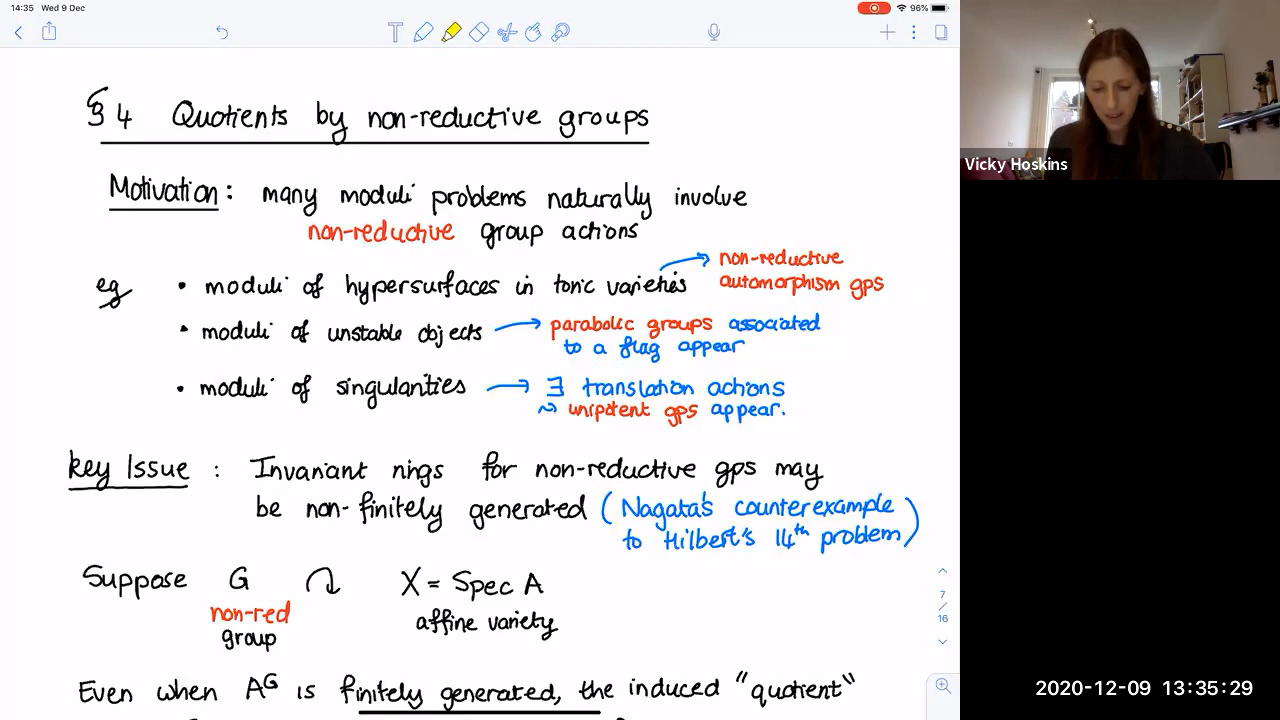 14:35 Wed 9 Dec
96%
§4 Quotients by non-reductive groups
Motivation: many moduli problems naturally involve
non-reductive group actions
eg • moduli of hypersurfaces in toric varieties → non-reductive
automorphism gps
• moduli of unstable objects → parabolic groups associated
to a flag appear
• moduli of singularities → ∃ translation actions
⇝ unipotent gps appear.
Key Issue : Invariant rings for non-reductive gps may
be non-finitely generated (Nagata's counterexample
to Hilbert's 14th problem)
Suppose G ↷ X = Spec A
non-red affine variety
group
Even when A^G is finitely generated, the induced "quotient"
7
/
16
Vicky Hoskins
2020-12-09 13:35:29